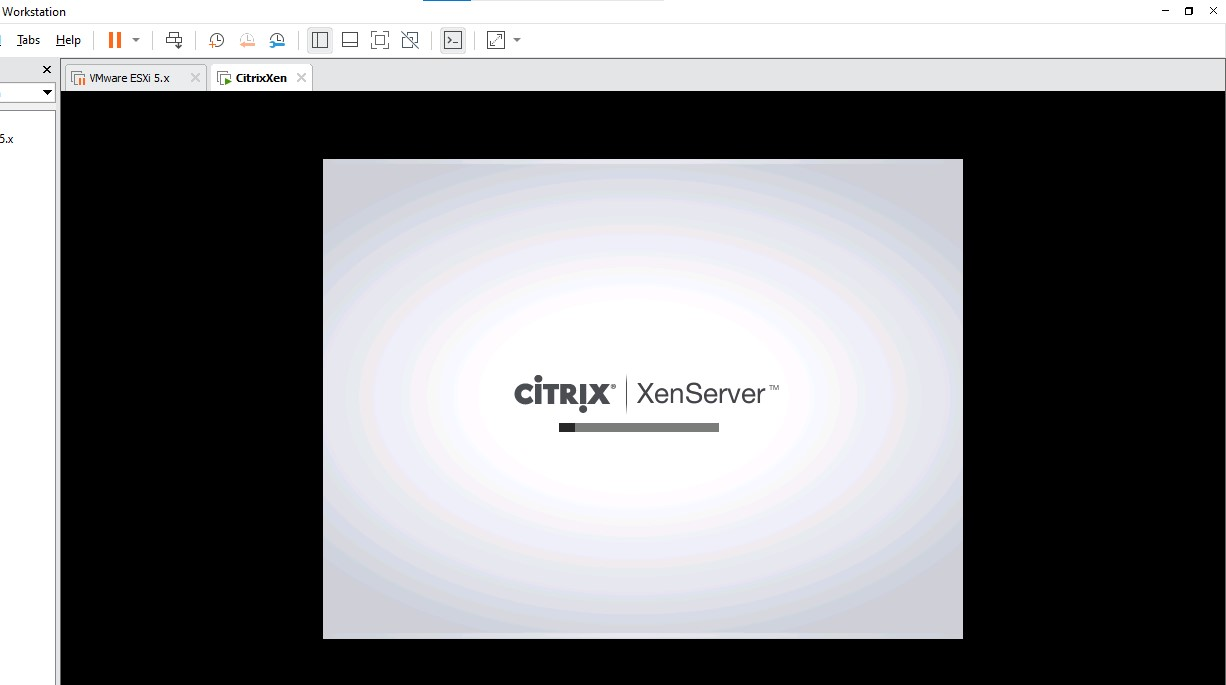 Workstation
Tabs Help
VMware ESXi 5.x CitrixXen
5.x
CiTRIX® XenServer™